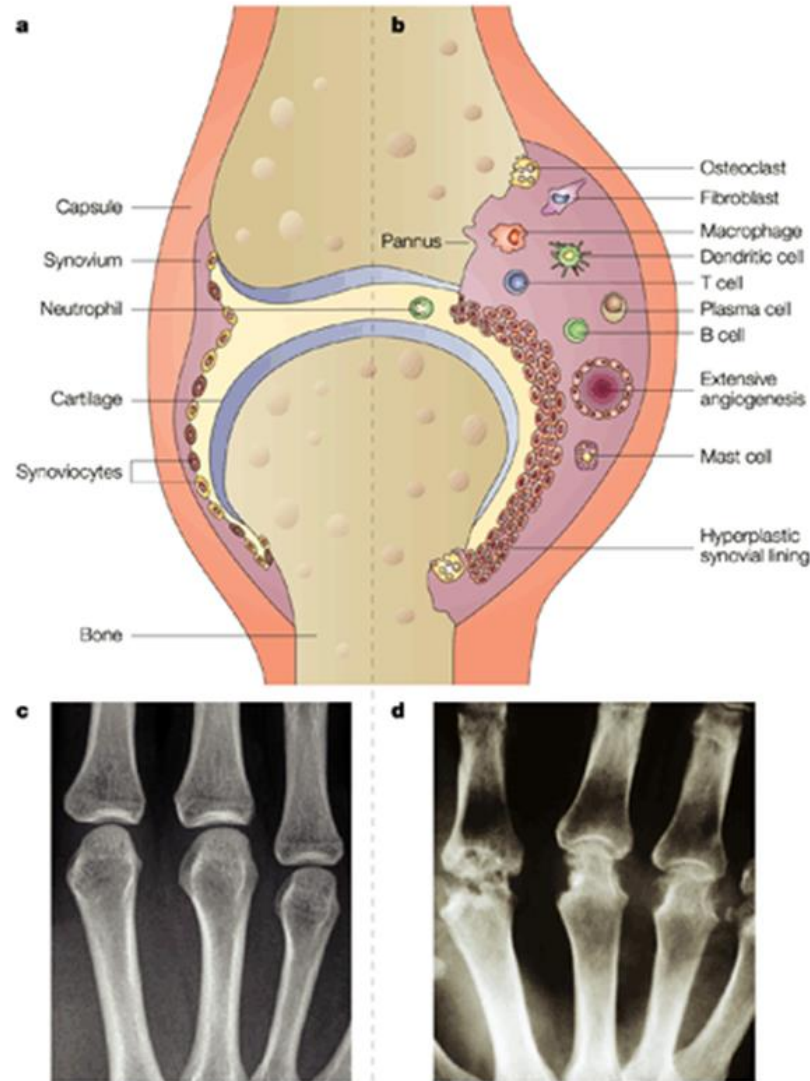 a
b
Capsule
Synovium
Neutrophil
Cartilage
Synoviocytes
Bone
Pannus
Osteoclast
Fibroblast
Macrophage
Dendritic cell
T cell
Plasma cell
B cell
Extensive
angiogenesis
Mast cell
Hyperplastic
synovial lining
c
d